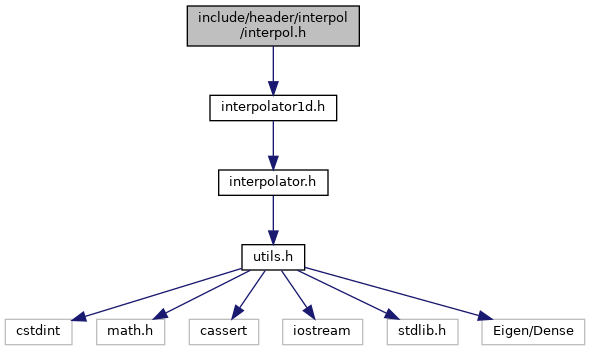 include/header/interpol
/interpol.h
interpolator1d.h
interpolator.h
utils.h
cstdint
math.h
cassert
iostream
stdlib.h
Eigen/Dense